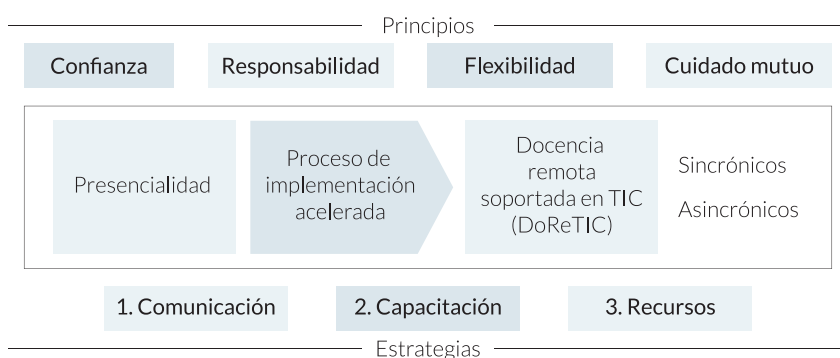 Principios
Confianza
Responsabilidad
Flexibilidad
Cuidado mutuo
Presencialidad
Proceso de
implementación
acelerada
Docencia
remota
soportada en TIC
(DoReTIC)
Sincrónicos
Asincrónicos
1. Comunicación
2. Capacitación
3. Recursos
Estrategias